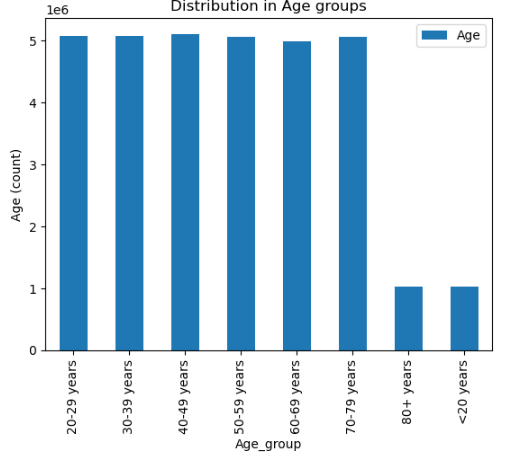 Distribution in Age groups
1e6
Age
5
4
3
2
1
0
Age (count)
20-29 years
30-39 years
40-49 years
50-59 years
60-69 years
70-79 years
80+ years
<20 years
Age_group